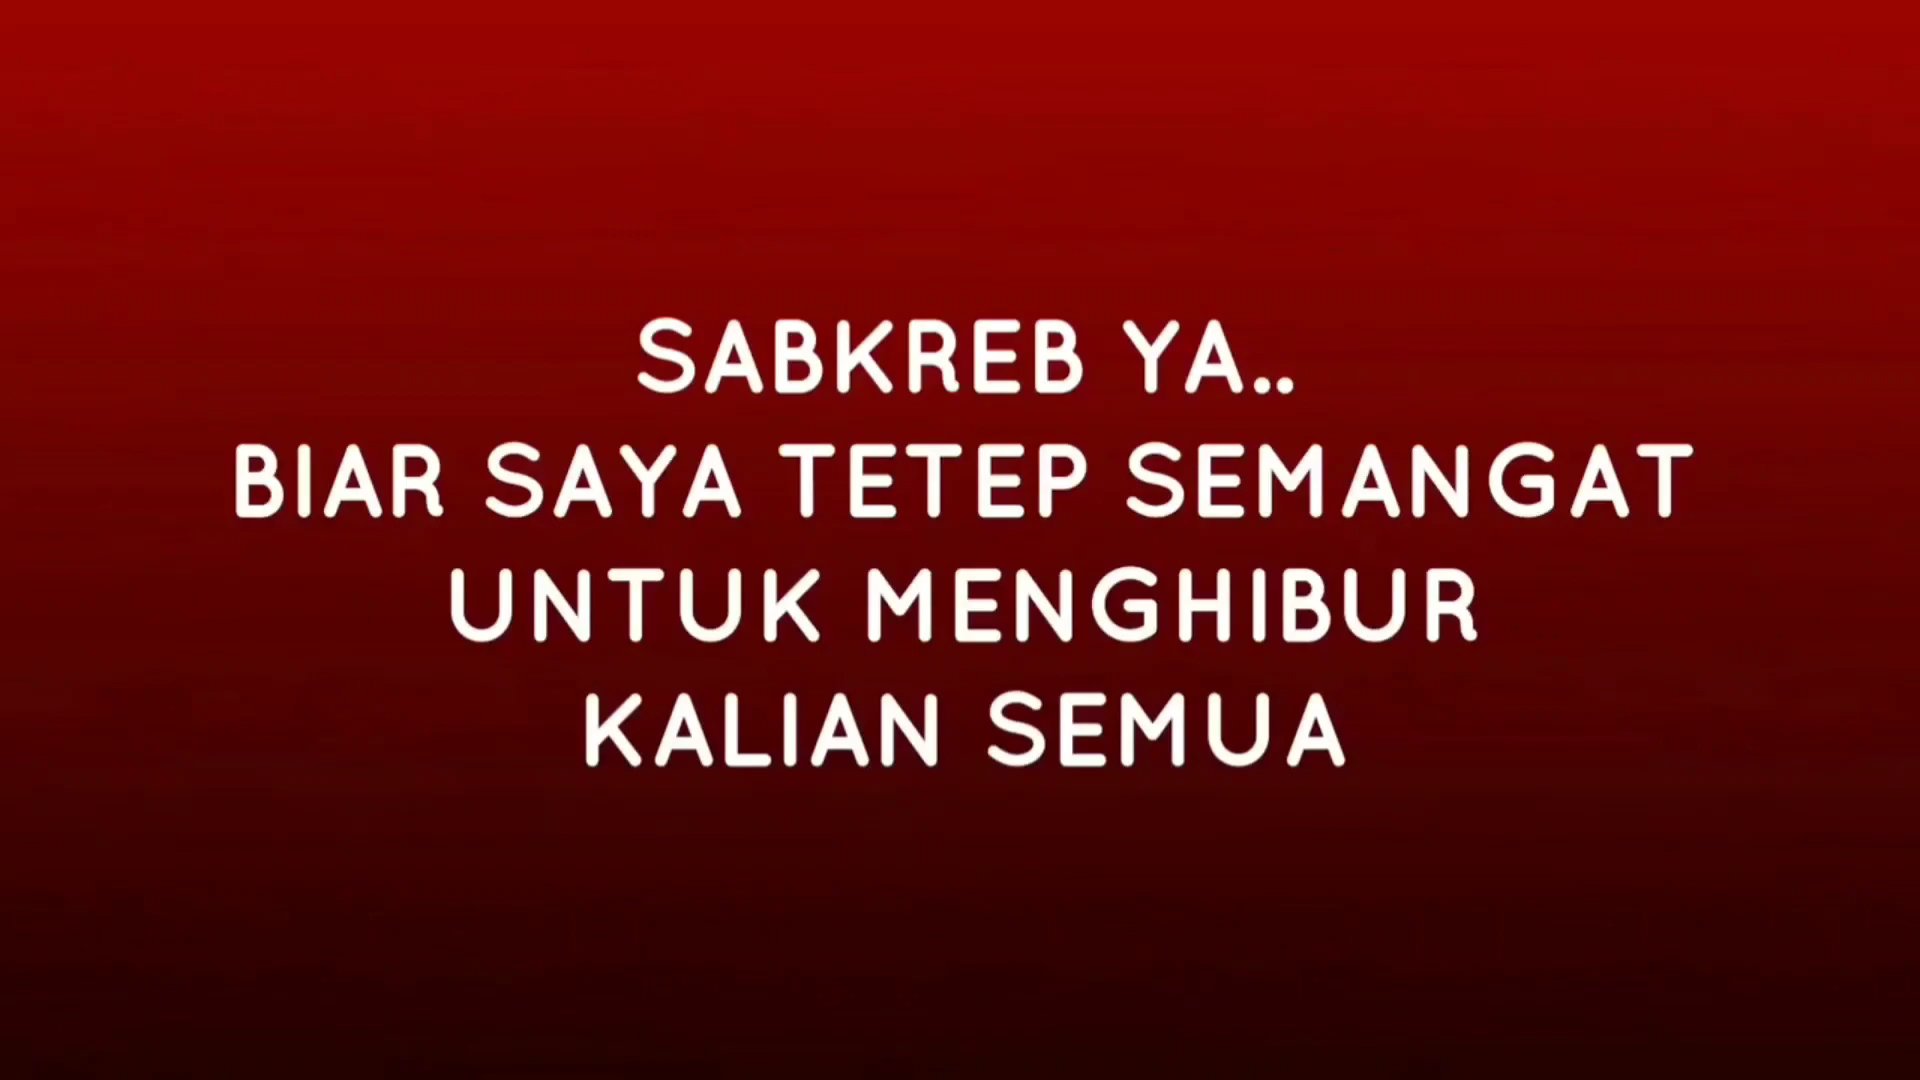 SABKREB YA..
BIAR SAYA TETEP SEMANGAT
UNTUK MENGHIBUR
KALIAN SEMUA